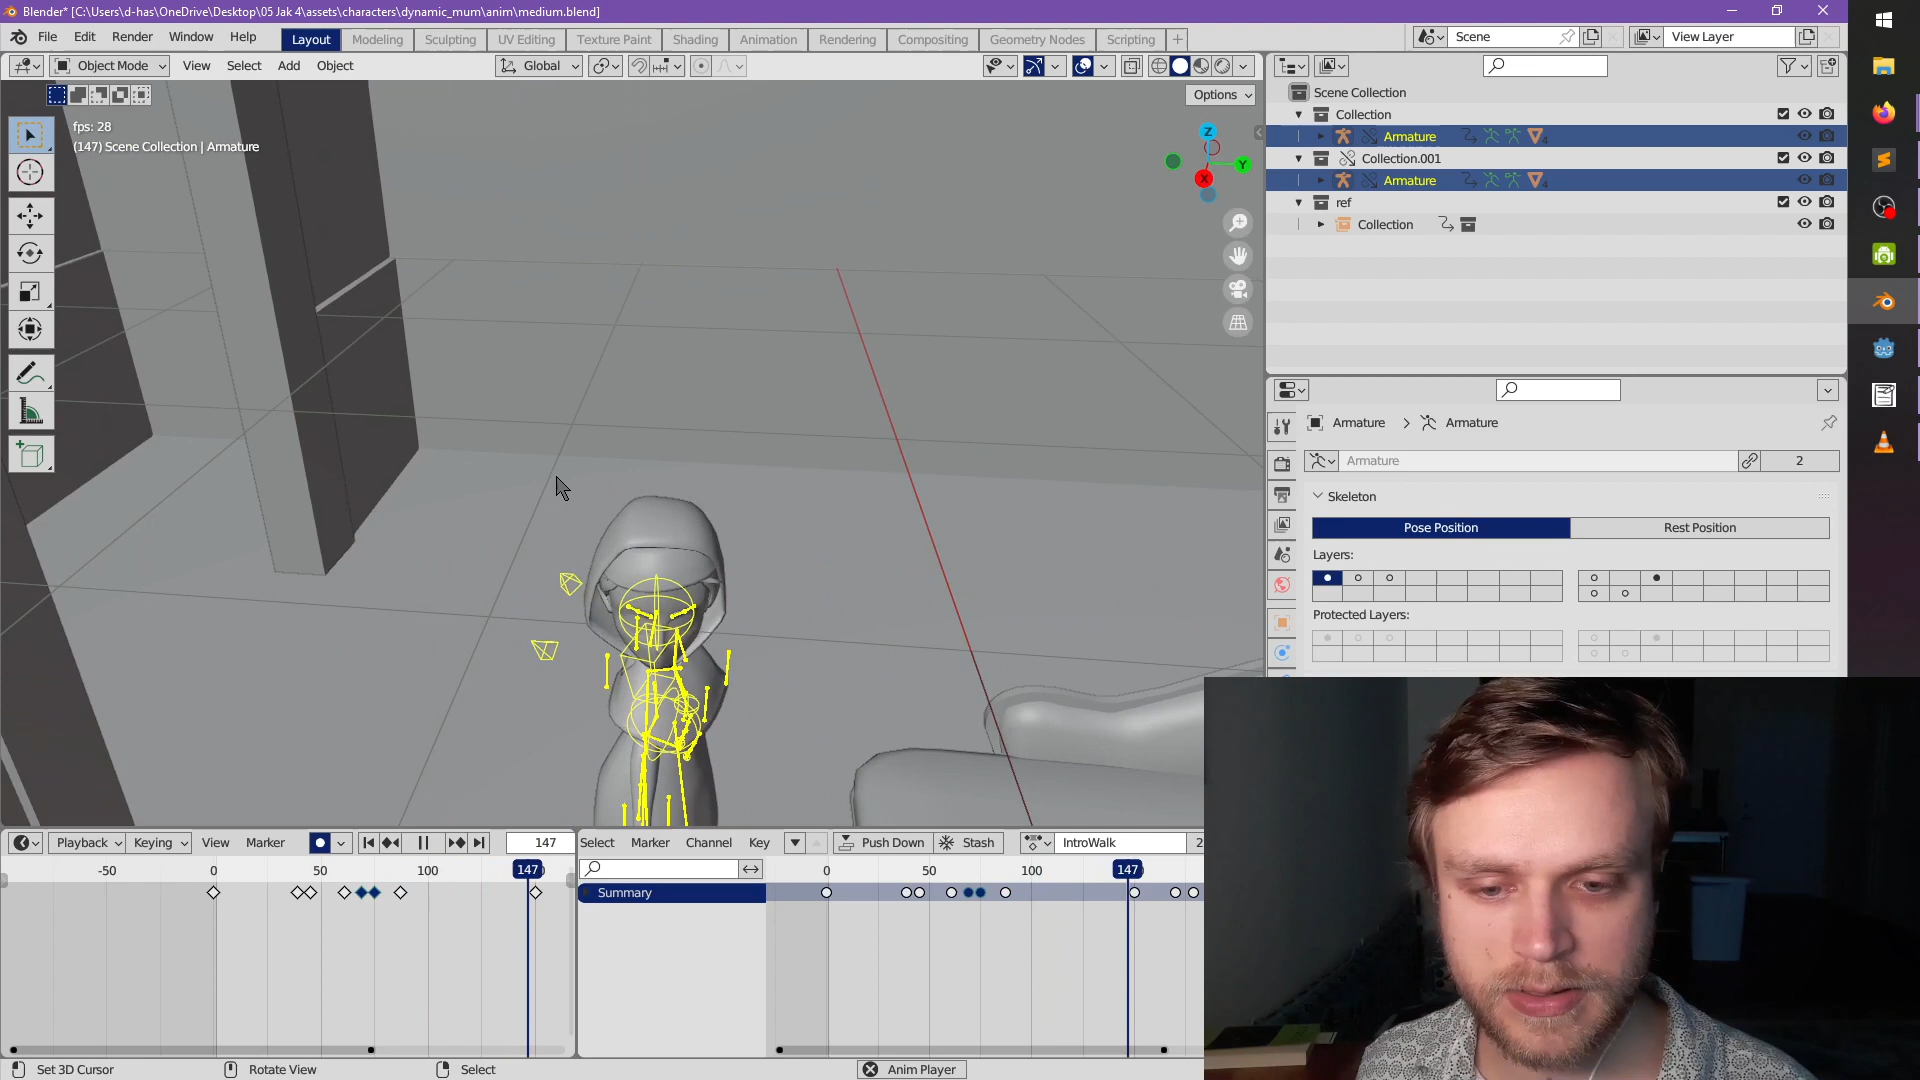 Blender* [C:\Users\d-has\OneDrive\Desktop\05 Jak 4\assets\characters\dynamic_mum\anim\medium.blend]
File Edit Render Window Help
Layout Modeling Sculpting UV Editing Texture Paint Shading Animation Rendering Compositing Geometry Nodes Scripting +
Scene View Layer
Object Mode View Select Add Object Global
Options
fps: 28
(147) Scene Collection | Armature
Z
Y
X
Scene Collection
Collection
Armature 4
Collection.001
Armature 4
ref
Collection
Armature > Armature
Armature 2
Skeleton
Pose Position Rest Position
Layers:
Protected Layers:
Playback Keying View Marker 147
Select Marker Channel Key Push Down Stash IntroWalk 2
-50 0 50 100 147
0 50 100 147
Summary
Set 3D Cursor Rotate View Select Anim Player